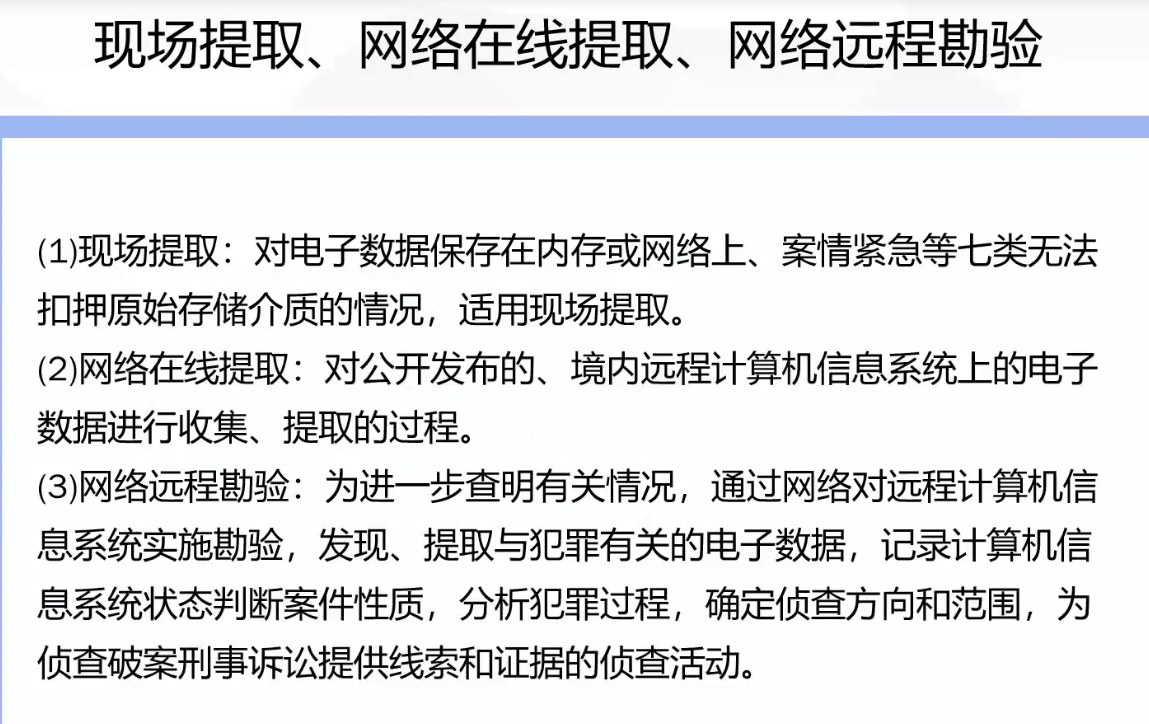 现场提取、网络在线提取、网络远程勘验
(1)现场提取：对电子数据保存在内存或网络上、案情紧急等七类无法
扣押原始存储介质的情况，适用现场提取。
(2)网络在线提取：对公开发布的、境内远程计算机信息系统上的电子
数据进行收集、提取的过程。
(3)网络远程勘验：为进一步查明有关情况，通过网络对远程计算机信
息系统实施勘验，发现、提取与犯罪有关的电子数据，记录计算机信
息系统状态判断案件性质，分析犯罪过程，确定侦查方向和范围，为
侦查破案刑事诉讼提供线索和证据的侦查活动。